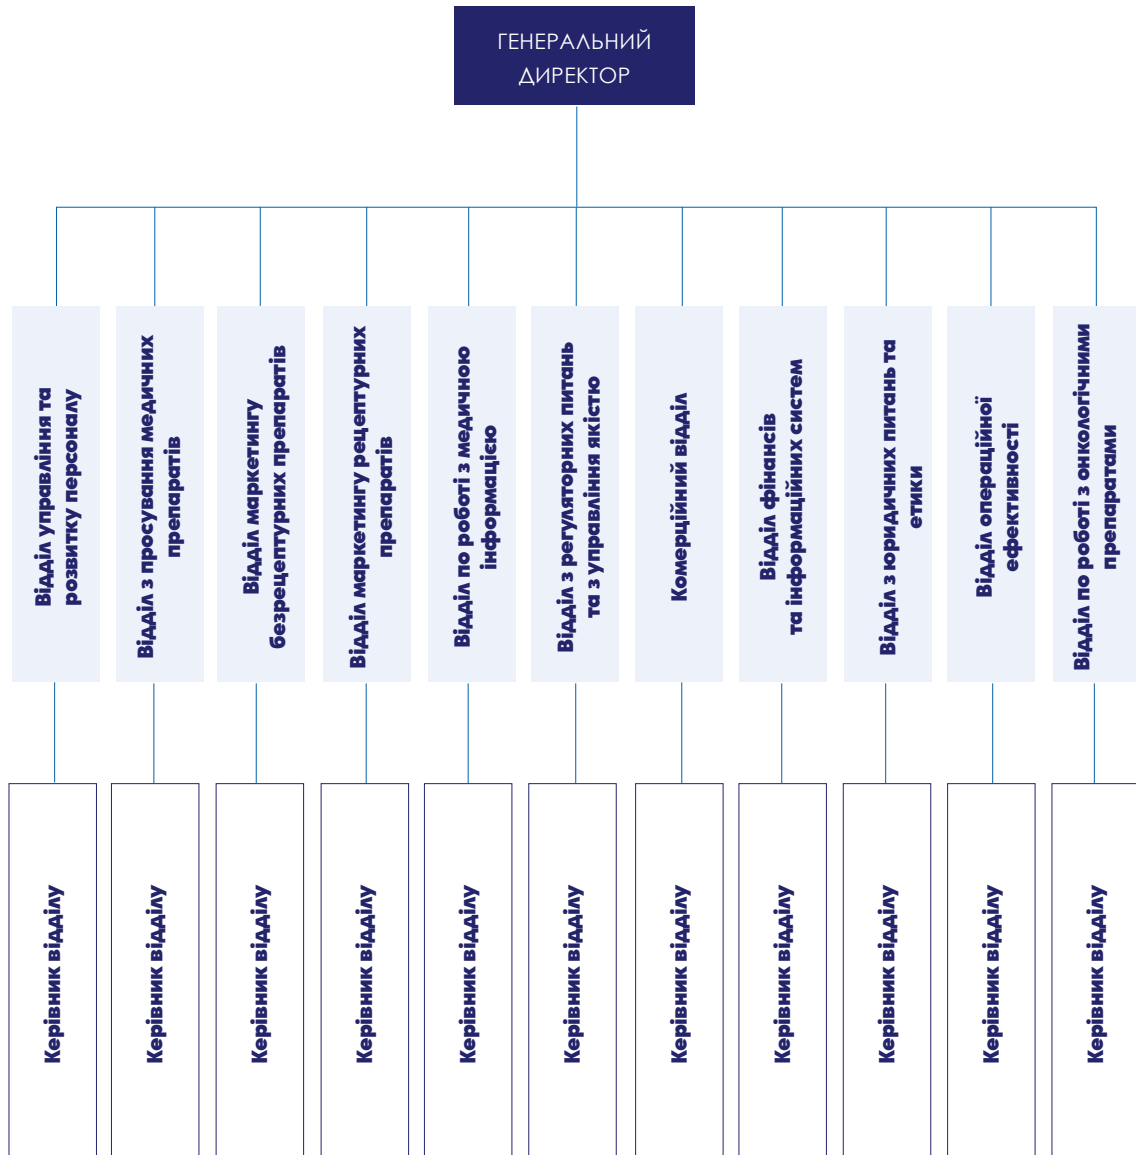 ГЕНЕРАЛЬНИЙ
ДИРЕКТОР
Відділ управління та
розвитку персоналу
Відділ з просування медичних
препаратів
Відділ маркетингу
безрецептурних препаратів
Відділ маркетингу рецептурних
препаратів
Відділ по роботі з медичною
інформацією
Відділ з регуляторних питань
та з управління якістю
Комерційний відділ
Відділ фінансів
та інформаційних систем
Відділ з юридичних питань та
етики
Відділ операційної
ефективності
Відділ по роботі з онкологічними
препаратами
Керівник відділу
Керівник відділу
Керівник відділу
Керівник відділу
Керівник відділу
Керівник відділу
Керівник відділу
Керівник відділу
Керівник відділу
Керівник відділу
Керівник відділу